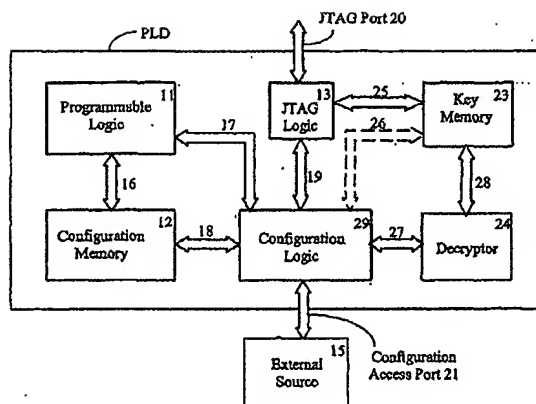 PLD
JTAG Port 20
11
Programmable
Logic
13
JTAG
Logic
23
Key
Memory
17
25
26
16
19
28
12
Configuration
Memory
18
29
Configuration
Logic
27
24
Decryptor
15
External
Source
Configuration
Access Port 21